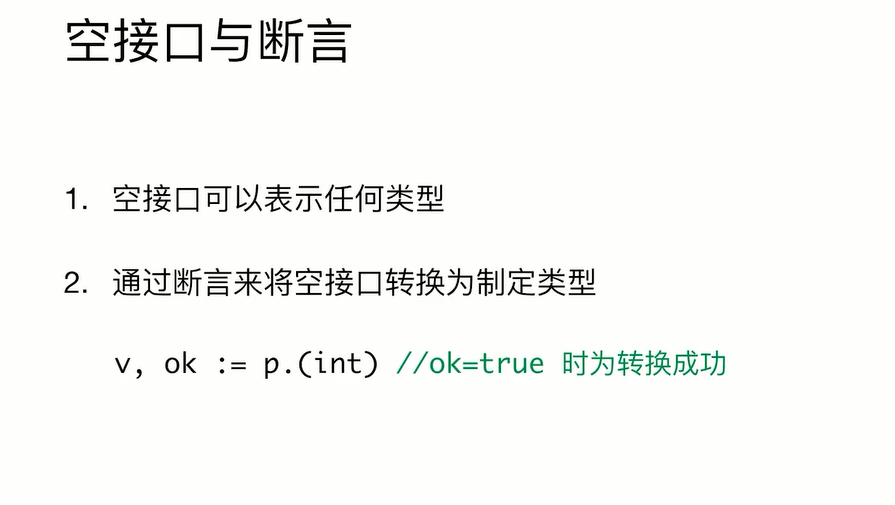 空接口与断言
1. 空接口可以表示任何类型
2. 通过断言来将空接口转换为制定类型
v, ok := p.(int) //ok=true 时为转换成功